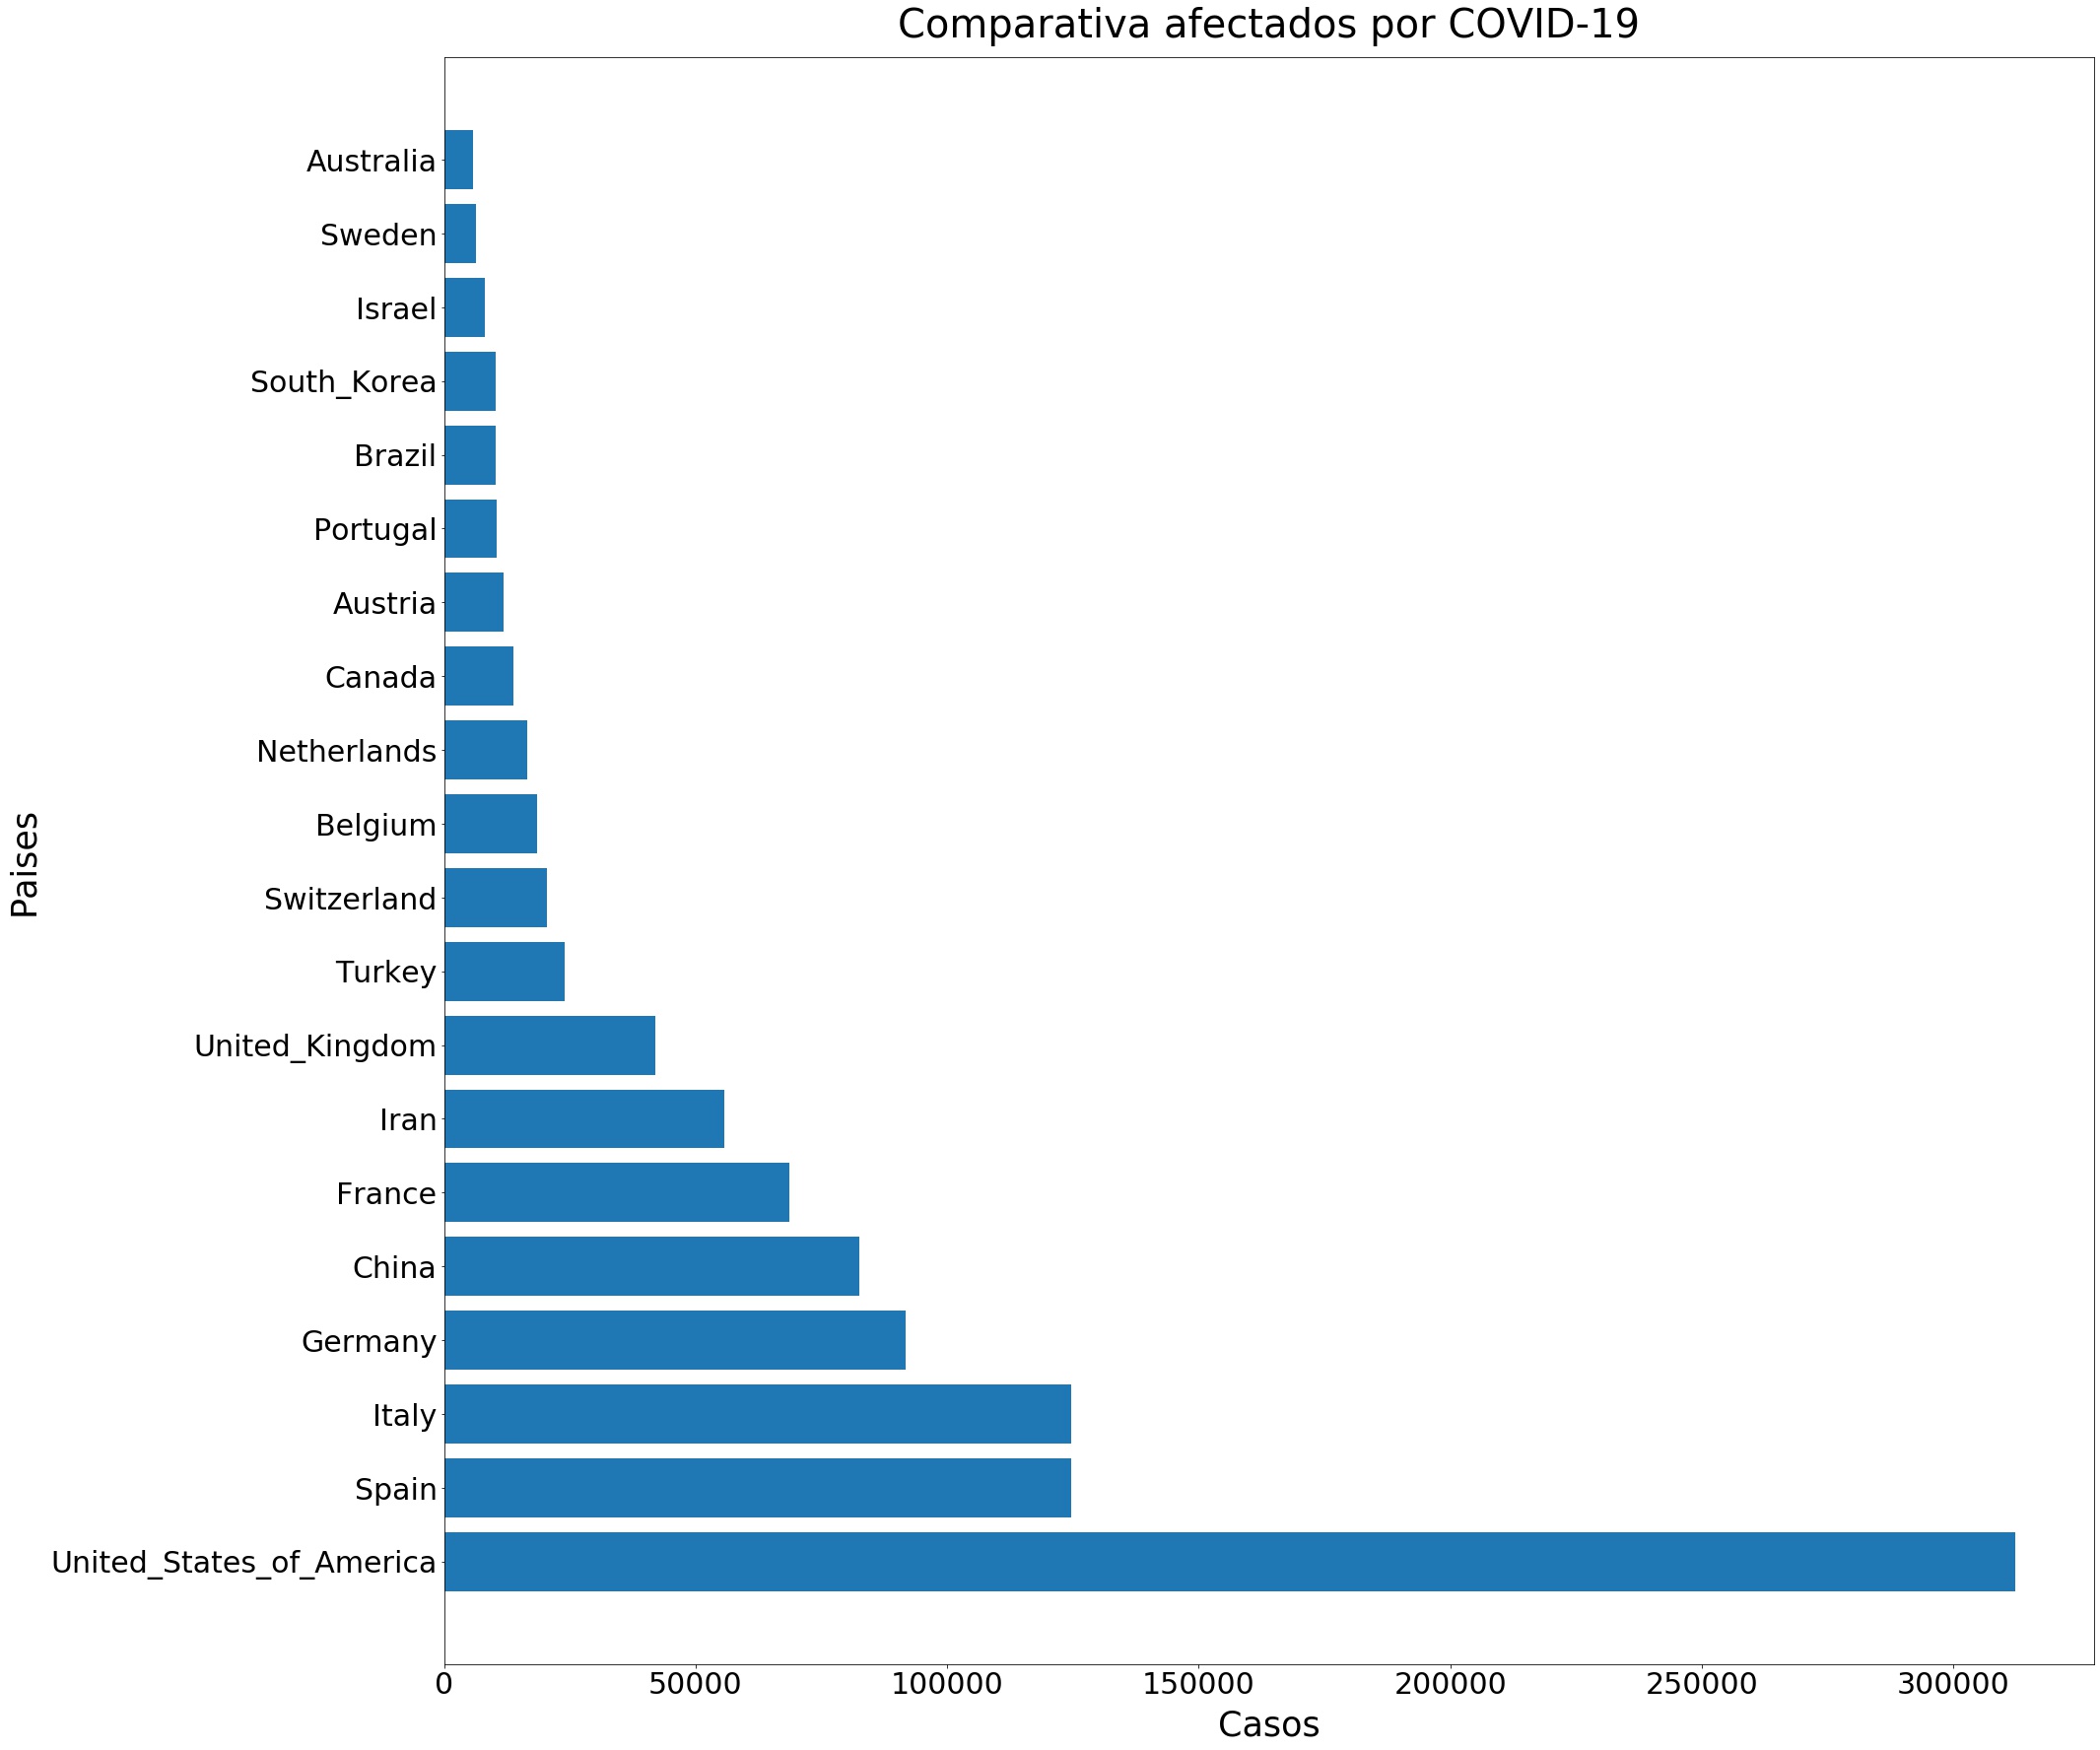 Comparativa afectados por COVID-19
Australia
Sweden
Israel
South_Korea
Brazil
Portugal
Austria
Canada
Netherlands
Belgium
Switzerland
Turkey
United_Kingdom
Iran
France
China
Germany
Italy
Spain
United_States_of_America
Paises
0 50000 100000 150000 200000 250000 300000
Casos